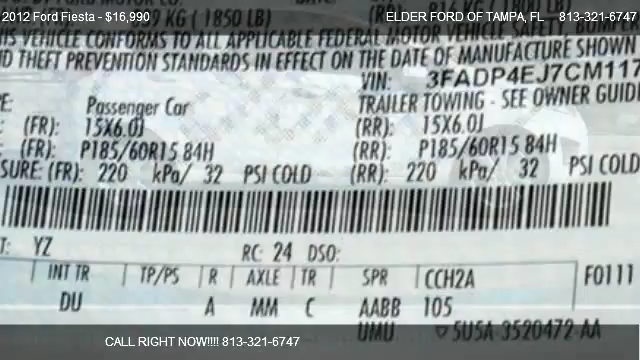 2012 Ford Fiesta - $16,990 ELDER FORD OF TAMPA, FL 813-321-6747
KG ( 1850 LB)
VEHICLE CONFORMS TO ALL APPLICABLE FEDERAL MOTOR VEHICLE
THEFT PREVENTION STANDARDS IN EFFECT ON THE DATE OF MANUFACTURE SHOWN
VIN: 3FADP4EJ7CM117
Passenger Car TRAILER TOWING - SEE OWNER GUID
(FR): 15X6.0J (RR): 15X6.0J
(FR): P185/60R15 84H (RR): P185/60R15 84H
SURE: (FR): 220 kPa/ 32 PSI COLD (RR): 220 kPa/ 32 PSI COLD
T: YZ RC: 24 DSO:
INT TR TP/PS R AXLE TR SPR CCH2A F0111
DU A MM C AABB 105
UMU 5U5A-3520472-AA
CALL RIGHT NOW!!!! 813-321-6747